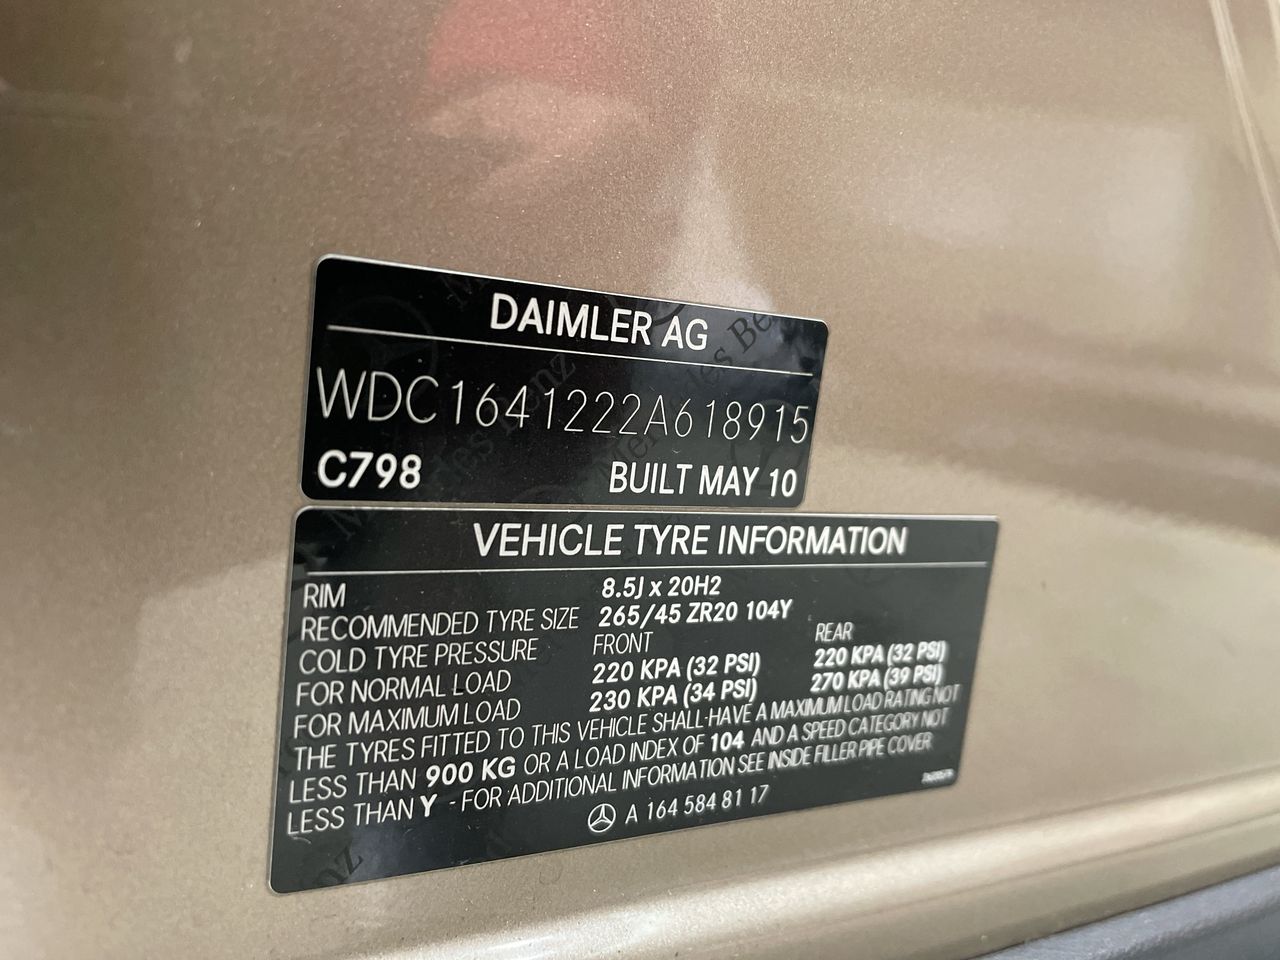 DAIMLER AG
WDC1641222A618915
C798 BUILT MAY 10
VEHICLE TYRE INFORMATION
RIM 8.5J x 20H2
RECOMMENDED TYRE SIZE 265/45 ZR20 104Y
COLD TYRE PRESSURE FRONT REAR
FOR NORMAL LOAD 220 KPA (32 PSI) 220 KPA (32 PSI)
FOR MAXIMUM LOAD 230 KPA (34 PSI) 270 KPA (39 PSI)
THE TYRES FITTED TO THIS VEHICLE SHALL HAVE A MAXIMUM LOAD RATING NOT
LESS THAN 900 KG OR A LOAD INDEX OF 104 AND A SPEED CATEGORY NOT
LESS THAN Y - FOR ADDITIONAL INFORMATION SEE INSIDE FILLER PIPE COVER
A 164 584 81 17